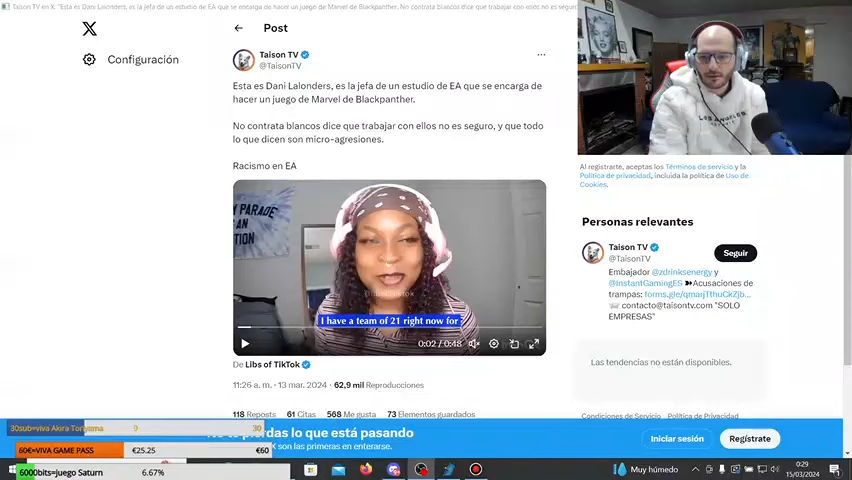 Taison TV en X: "Esta es Dani Lalonders, es la jefa de un estudio de EA que se encarga de hacer un juego de Marvel de Blackpanther. No contrata blancos dice que trabajar con ellos no es seguro
Post
Configuración
Taison TV
@TaisonTV
Esta es Dani Lalonders, es la jefa de un estudio de EA que se encarga de
hacer un juego de Marvel de Blackpanther.
No contrata blancos dice que trabajar con ellos no es seguro, y que todo
lo que dicen son micro-agresiones.
Racismo en EA
PARADE
AN
TION
I have a team of 21 right now for
0:02 / 0:48
De Libs of TikTok
11:26 a. m. · 13 mar. 2024 · 62,9 mil Reproducciones
118 Reposts 61 Citas 568 Me gusta 73 Elementos guardados
LOS ANGELES
Al registrarte, aceptas los Términos de servicio y la
Política de privacidad, incluida la política de Uso de
Cookies.
Personas relevantes
Taison TV
@TaisonTV
Seguir
Embajador @zdrinksenergy y
@InstantGamingES Acusaciones de
trampas: forms.gle/qmarjTthuCkZjb...
contacto@taisontv.com "SOLO
EMPRESAS"
Las tendencias no están disponibles.
Condiciones de Servicio Política de Privacidad
30sub=viva Akira Toriyama 0 30
60€=VIVA GAME PASS €25.25 €60
6000bits=juego Saturn 6.67%
pierdas lo que está pasando
X son las primeras en enterarse.
Iniciar sesión
Regístrate
Muy húmedo
0:29
15/03/2024